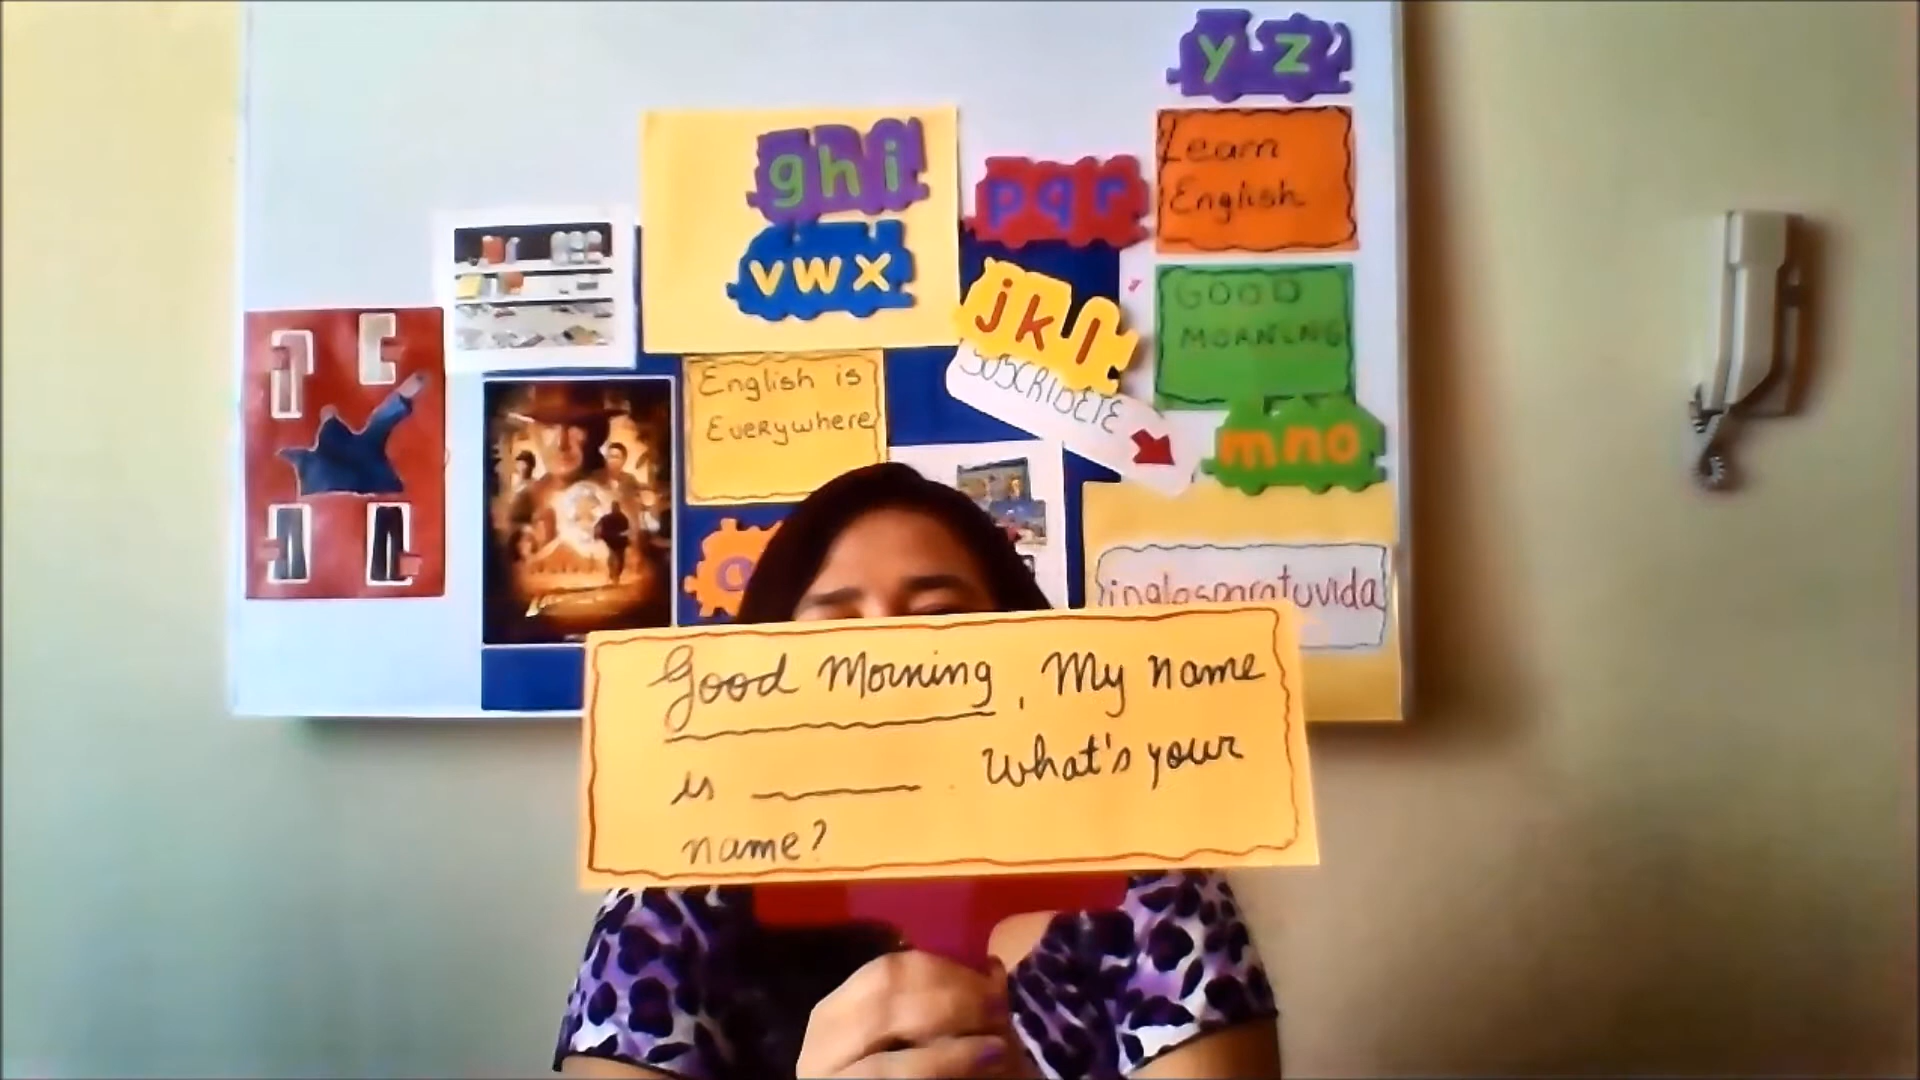 y z
ghi
pqr
Learn
English
vwx
jkl
GOOD
MORNING
SUSCRIBETE
English is
Everywhere
mno
inglesparatuvida
Good Morning, My name
is ______. What's your
name?